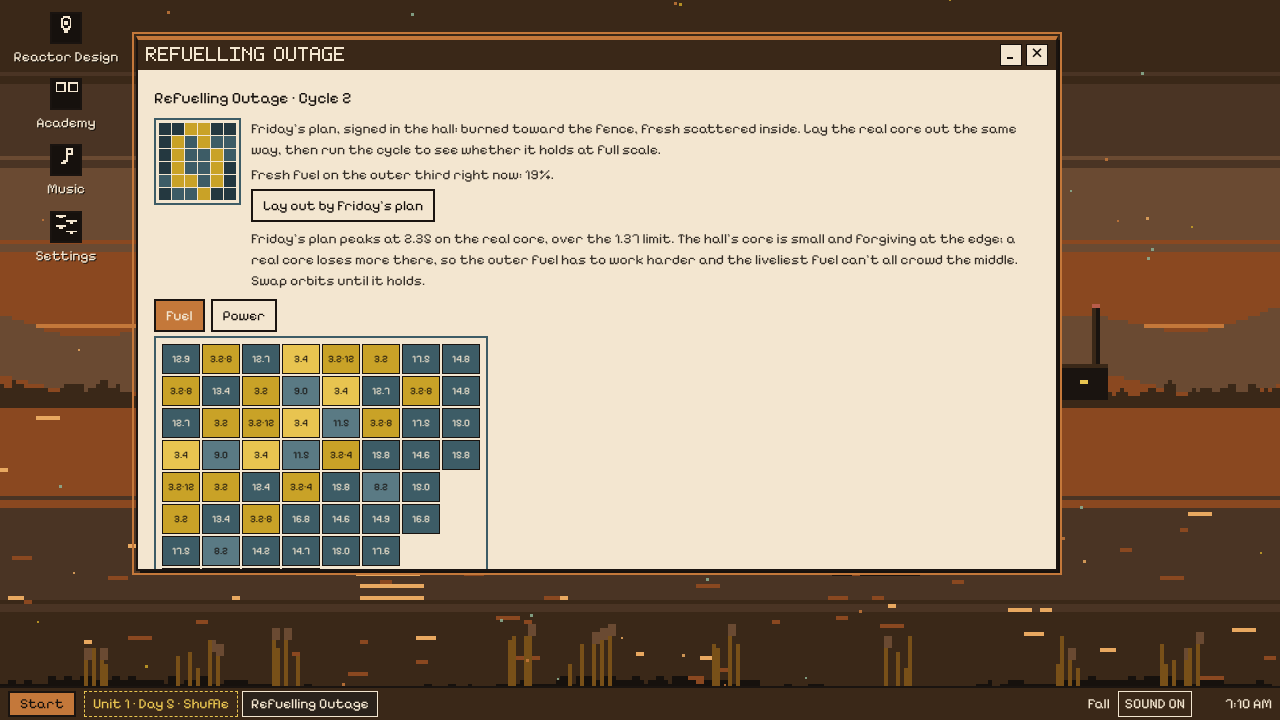 Reactor Design
Academy
Music
Settings
REFUELLING OUTAGE
Refuelling Outage · Cycle 2
Friday's plan, signed in the hall: burned toward the fence, fresh scattered inside. Lay the real core out the same
way, then run the cycle to see whether it holds at full scale.
Fresh fuel on the outer third right now: 19%.
Lay out by Friday's plan
Friday's plan peaks at 2.35 on the real core, over the 1.37 limit. The hall's core is small and forgiving at the edge; a
real core loses more there, so the outer fuel has to work harder and the liveliest fuel can't all crowd the middle.
Swap orbits until it holds.
Fuel Power
12.9 3.2·8 12.7 3.4 3.2·12 3.2 17.5 14.8
3.2·8 13.4 3.2 9.0 3.4 12.7 3.2·8 14.8
12.7 3.2 3.2·12 3.4 11.5 3.2·8 17.5 18.0
3.4 9.0 3.4 11.5 3.2·4 18.8 14.6 18.8
3.2·12 3.2 12.4 3.2·4 18.8 8.2 18.0
3.2 13.4 3.2·8 16.8 14.6 14.9 16.8
17.5 8.2 14.2 14.7 18.0 17.6
Start
Unit 1 · Day 5 · Shuffle
Refuelling Outage
Fall
SOUND ON
7:10 AM